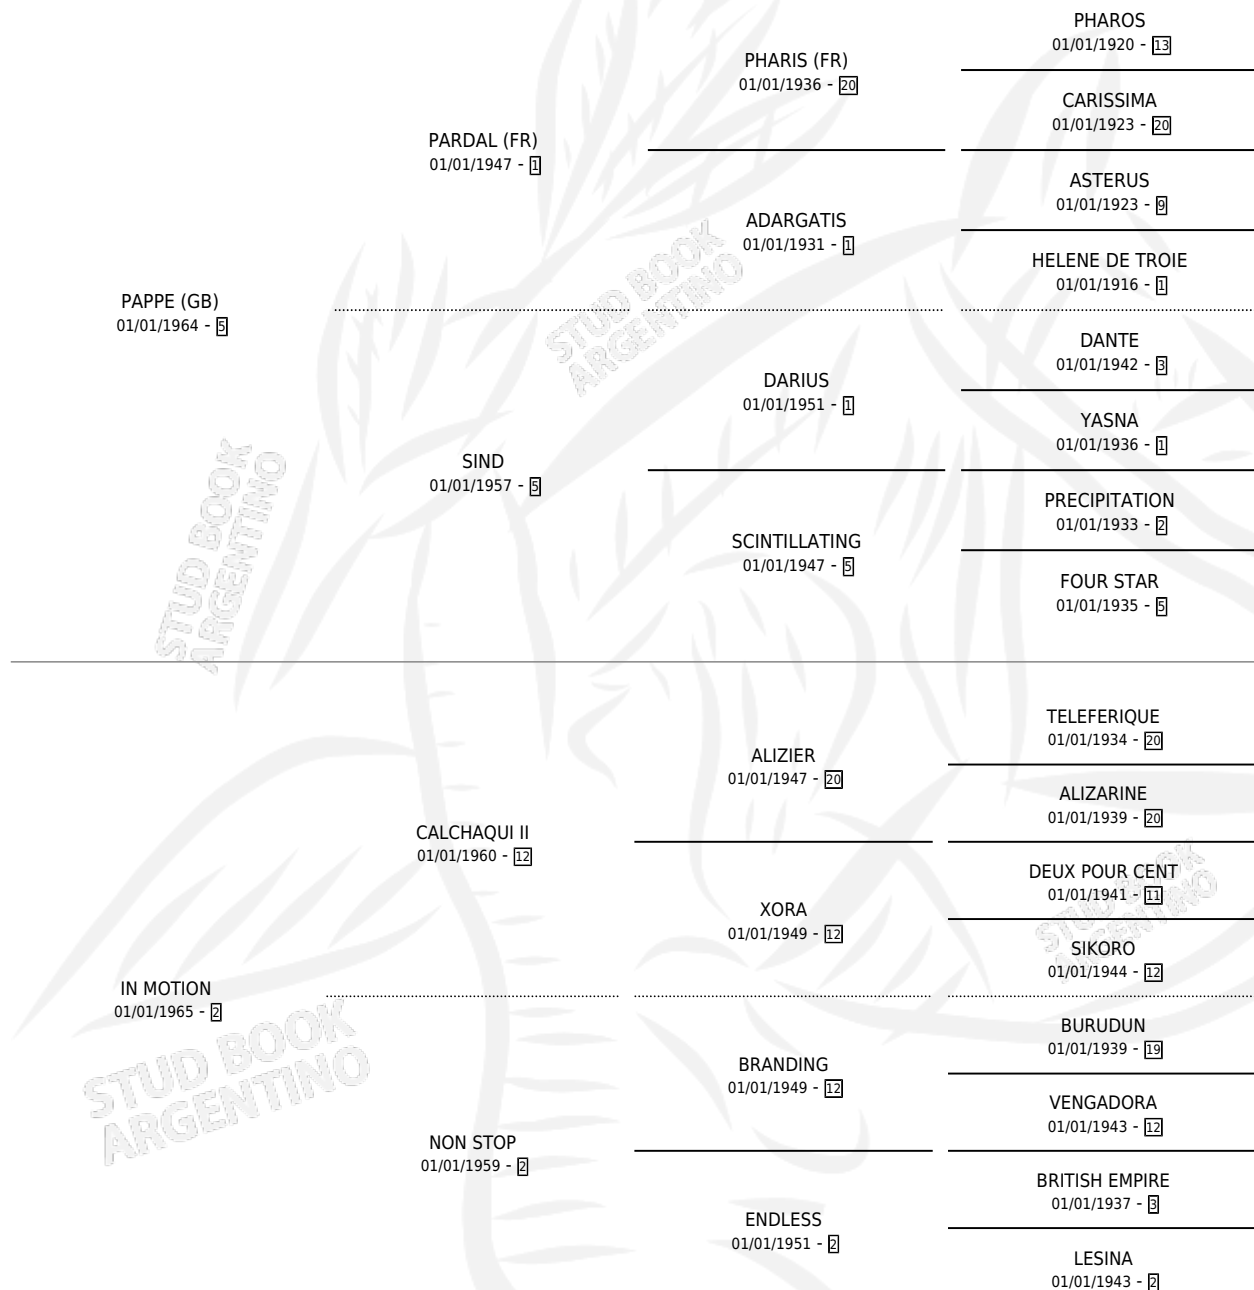 PHAROS
01/01/1920 - 13
PHARIS (FR)
01/01/1936 - 20
CARISSIMA
01/01/1923 - 20
PARDAL (FR)
01/01/1947 - 1
ASTERUS
01/01/1923 - 9
ADARGATIS
01/01/1931 - 1
HELENE DE TROIE
01/01/1916 - 1
PAPPE (GB)
01/01/1964 - 5
DANTE
01/01/1942 - 3
DARIUS
01/01/1951 - 1
YASNA
01/01/1936 - 1
SIND
01/01/1957 - 5
PRECIPITATION
01/01/1933 - 2
SCINTILLATING
01/01/1947 - 5
FOUR STAR
01/01/1935 - 5
TELEFERIQUE
01/01/1934 - 20
ALIZIER
01/01/1947 - 20
ALIZARINE
01/01/1939 - 20
CALCHAQUI II
01/01/1960 - 12
DEUX POUR CENT
01/01/1941 - 11
XORA
01/01/1949 - 12
SIKORO
01/01/1944 - 12
IN MOTION
01/01/1965 - 2
BURUDUN
01/01/1939 - 19
BRANDING
01/01/1949 - 12
VENGADORA
01/01/1943 - 12
NON STOP
01/01/1959 - 2
BRITISH EMPIRE
01/01/1937 - 3
ENDLESS
01/01/1951 - 2
LESINA
01/01/1943 - 2
STUD BOOK
ARGENTINO
STUD BOOK
ARGENTINO
STUD BOOK
ARGENTINO
STUD BOOK
ARGENTINO